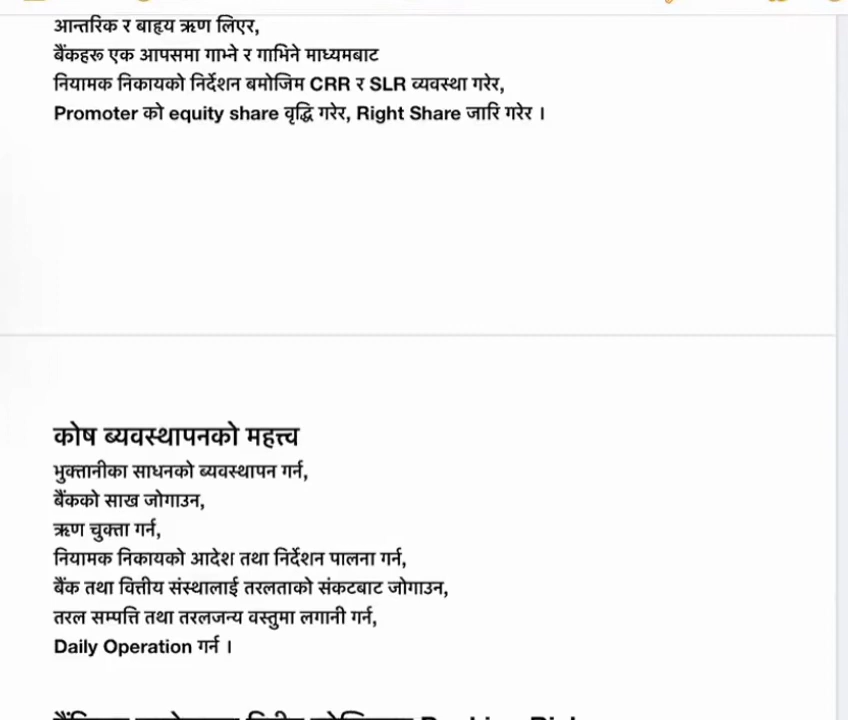 आन्तरिक र बाहृय ऋण लिएर,
बैंकहरू एक आपसमा गाभ्ने र गाभिने माध्यमबाट
नियामक निकायको निर्देशन बमोजिम CRR र SLR व्यवस्था गरेर,
Promoter को equity share वृद्धि गरेर, Right Share जारि गरेर ।
कोष ब्यवस्थापनको महत्त्व
भुक्तानीका साधनको ब्यवस्थापन गर्न,
बैंकको साख जोगाउन,
ऋण चुक्ता गर्न,
नियामक निकायको आदेश तथा निर्देशन पालना गर्न,
बैंक तथा वित्तीय संस्थालाई तरलताको संकटबाट जोगाउन,
तरल सम्पत्ति तथा तरलजन्य वस्तुमा लगानी गर्न,
Daily Operation गर्न ।